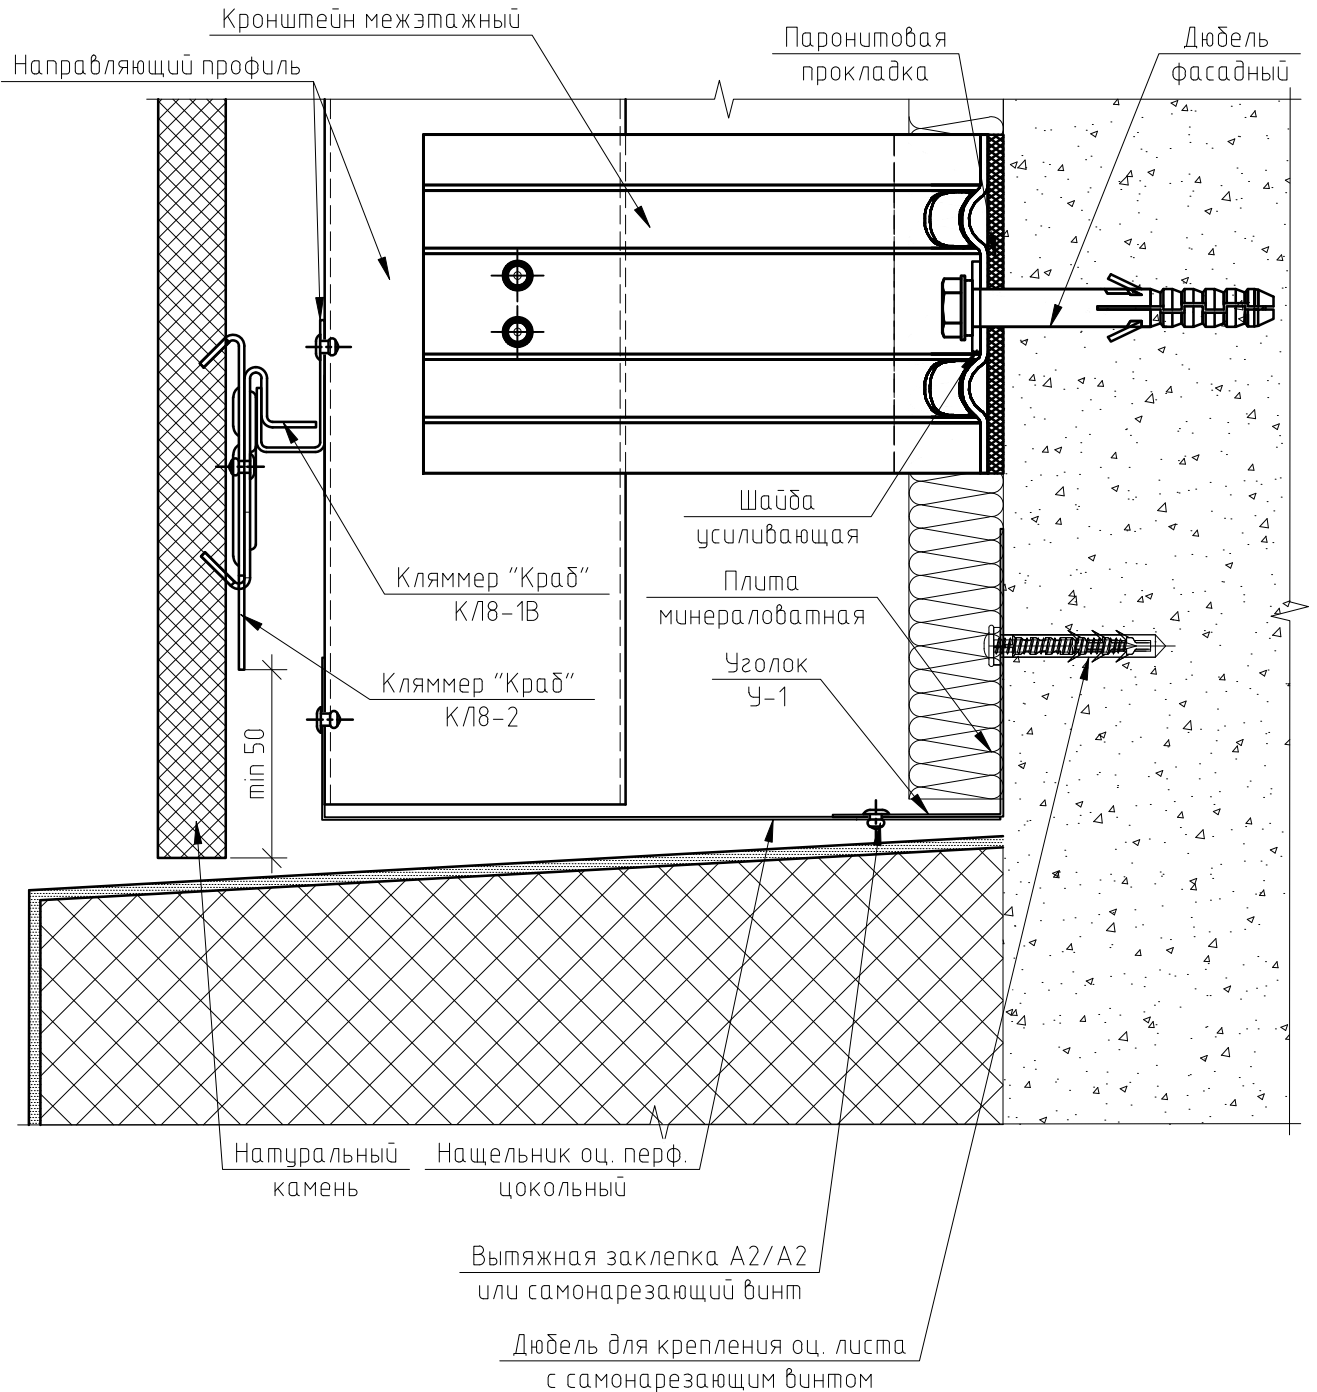 Кронштейн межэтажный
Паронитовая
прокладка
Дюбель
фасадный
Направляющий профиль
Шайба
усиливающая
Кляммер "Краб"
КЛ8-1В
Плита
минераловатная
Уголок
У-1
Кляммер "Краб"
КЛ8-2
min 50
Натуральный
камень
Нащельник оц. перф.
цокольный
Вытяжная заклепка А2/А2
или самонарезающий винт
Дюбель для крепления оц. листа
с самонарезающим винтом